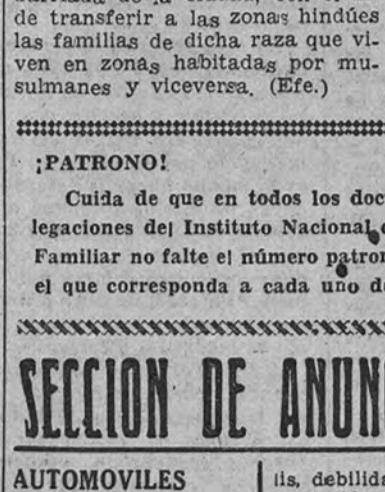 de transferir a las zonas hindúes
las familias de dicha raza que vi-
ven en zonas habitadas por mu-
sulmanes y viceversa. (Efe.)
¡PATRONO!
Cuida de que en todos los doc
legaciones del Instituto Nacional
Familiar no falte el número patron
el que corresponda a cada uno d
SECCION DE ANUN
AUTOMOVILES
tis, debilida